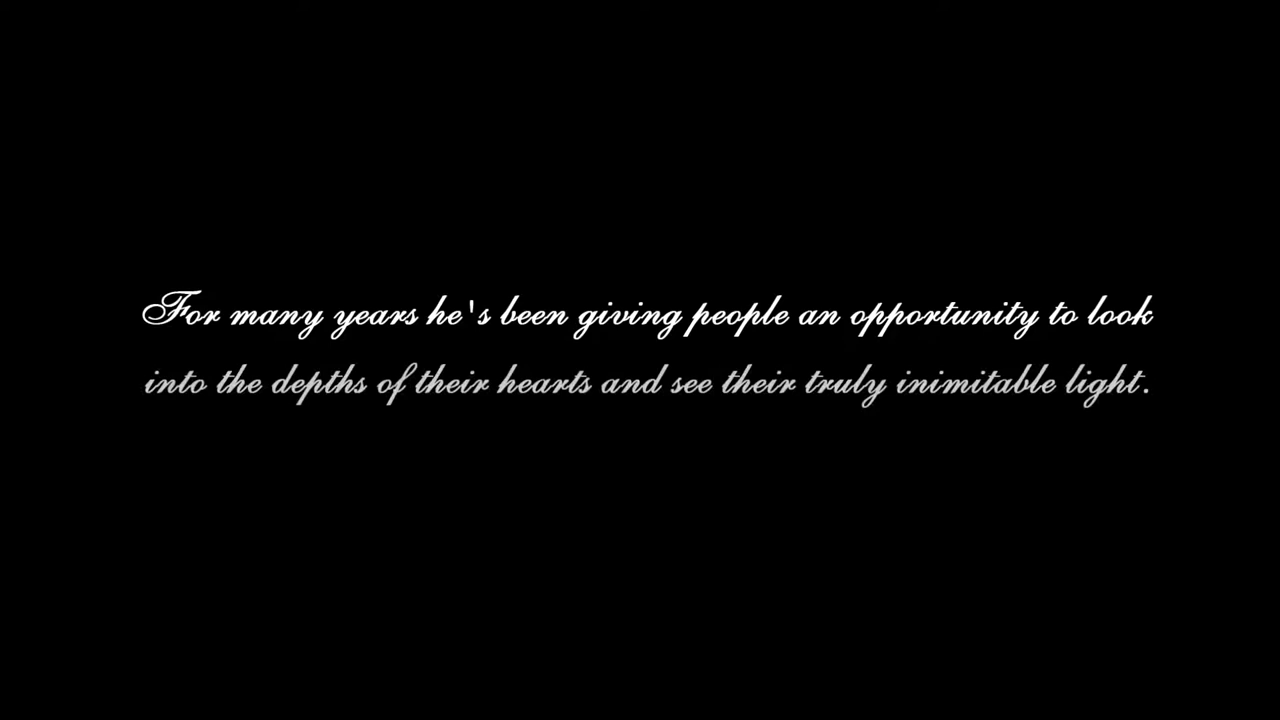 For many years he's been giving people an opportunity to look
into the depths of their hearts and see their truly inimitable light.